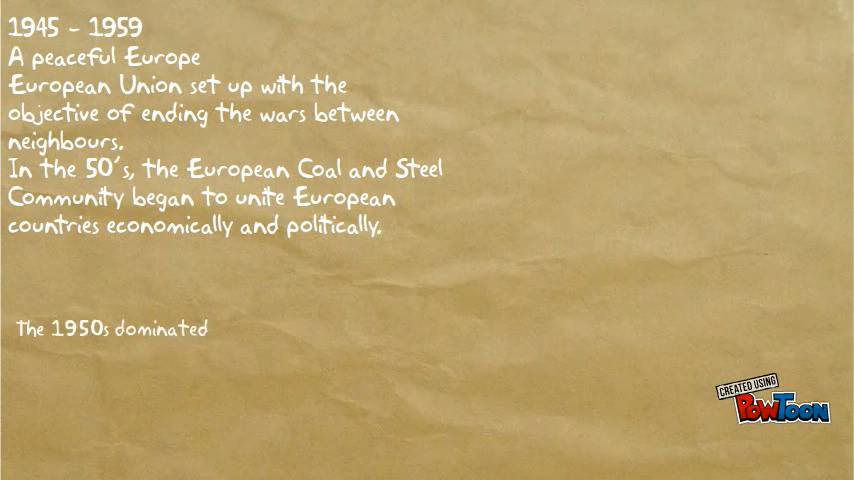 1945 - 1959
A peaceful Europe
European Union set up with the
objective of ending the wars between
neighbours.
In the 50's, the European Coal and Steel
Community began to unite European
countries economically and politically.
The 1950s dominated
CREATED USING
POWTOON